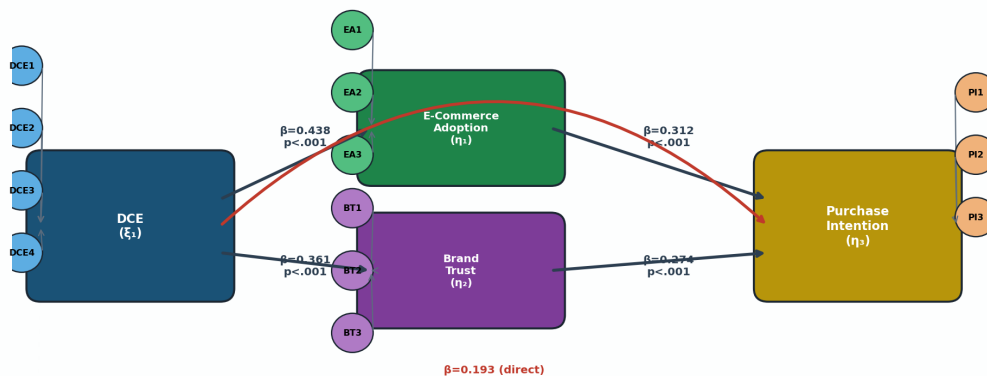 EA1
DCE1
EA2
PI1
E-Commerce
Adoption
(η₁)
DCE2
β=0.438
p<.001
β=0.312
p<.001
EA3
PI2
DCE3
BT1
DCE
(ξ₁)
Purchase
Intention
(η₃)
PI3
DCE4
β=0.361
p<.001
BT2
Brand
Trust
(η₂)
β=0.274
p<.001
BT3
β=0.193 (direct)